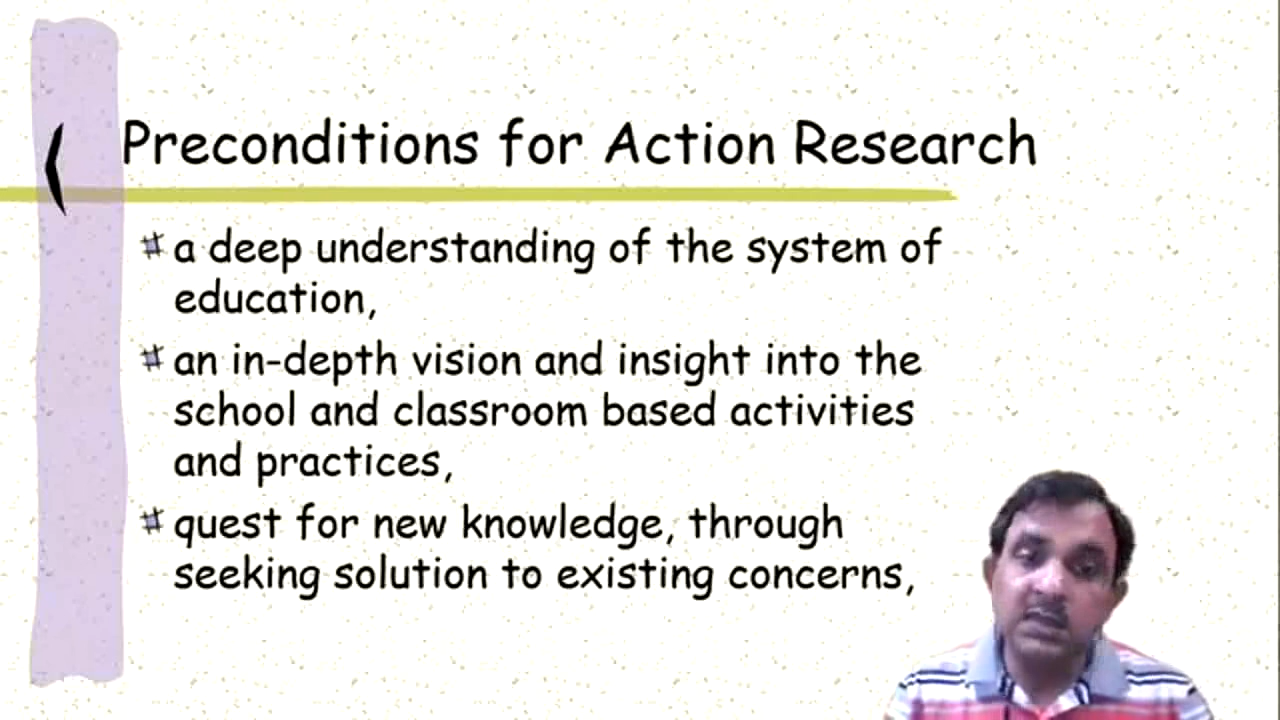 Preconditions for Action Research
a deep understanding of the system of
education,
an in-depth vision and insight into the
school and classroom based activities
and practices,
quest for new knowledge, through
seeking solution to existing concerns,